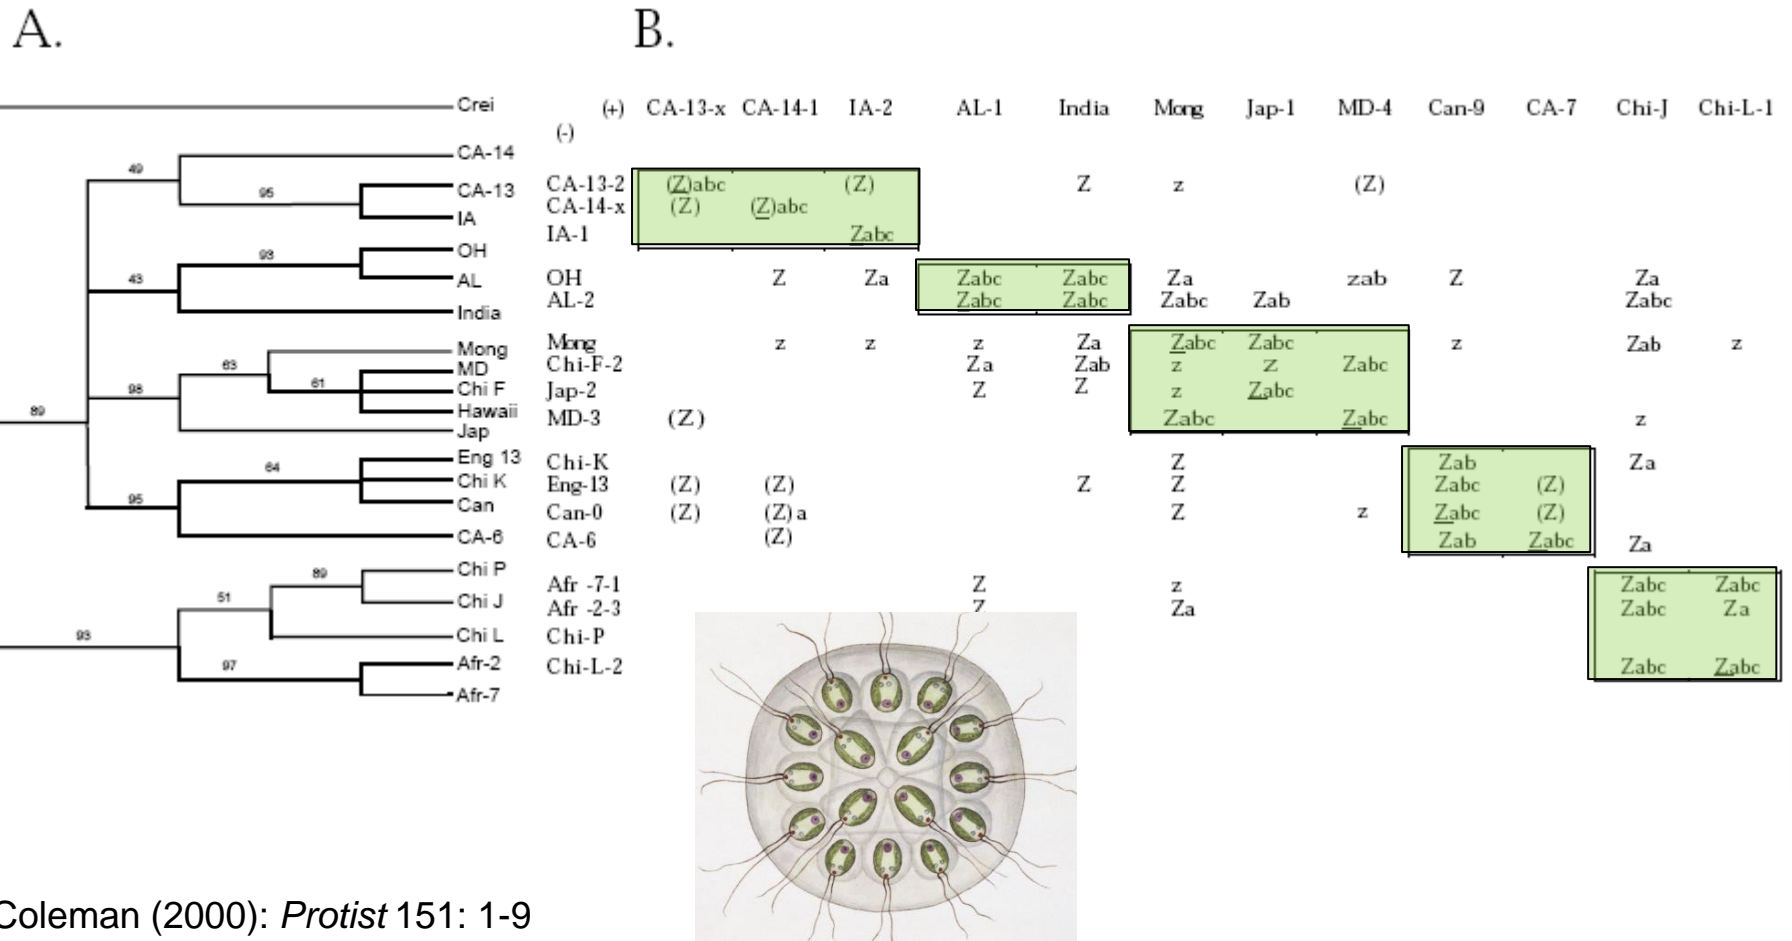 A.
B.
Crei
CA-14
CA-13
IA
OH
AL
India
Mong
MD
Chi F
Hawaii
Jap
Eng 13
Chi K
Can
CA-6
Chi P
Chi J
Chi L
Afr-2
Afr-7
49
95
93
43
63
61
98
89
64
95
89
51
93
97
(+) CA-13-x CA-14-1 IA-2 AL-1 India Mong Jap-1 MD-4 Can-9 CA-7 Chi-J Chi-L-1
(-)
CA-13-2 (Z)abc (Z) Z z (Z)
CA-14-x (Z) (Z)abc
IA-1 Zabc
OH Z Za Zabc Zabc Za zab Z Za
AL-2 Zabc Zabc Zabc Zab Zabc
Mong z z z Za Zabc Zabc z Zab z
Chi-F-2 Za Zab z z Zabc
Jap-2 Z Z z Zabc
MD-3 (Z) Zabc Zabc z
Chi-K Z Zab Za
Eng-13 (Z) (Z) Z Z Zabc (Z)
Can-0 (Z) (Z) a Z z Zabc (Z)
CA-6 (Z) Zab Zabc Za
Afr -7-1 Z z Zabc Zabc
Afr -2-3 Z Za Zabc Za
Chi-P
Chi-L-2 Zabc Zabc
Coleman (2000): Protist 151: 1-9